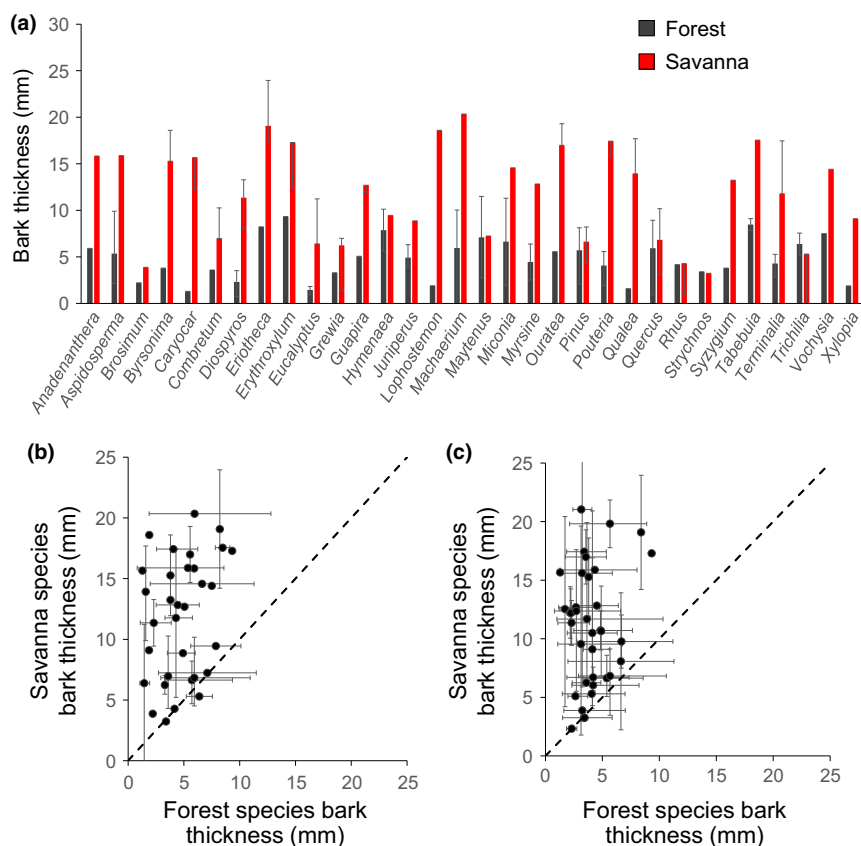 (a)
Bark thickness (mm)
30
25
20
15
10
5
0
Forest
Savanna
Anadenanthera
Aspidosperma
Brosimum
Byrsonima
Caryocar
Combretum
Diospyros
Eriotheca
Erythroxylum
Eucalyptus
Grewia
Guapira
Hymenaea
Juniperus
Lophostemon
Machaerium
Maytenus
Miconia
Myrsine
Ouratea
Pinus
Pouteria
Qualea
Quercus
Rhus
Strychnos
Syzygium
Tabebuia
Terminalia
Trichilia
Vochysia
Xylopia
(b)
Savanna species
bark thickness (mm)
25
20
15
10
5
0
0 5 10 15 20 25
Forest species bark
thickness (mm)
(c)
Savanna species
bark thickness (mm)
25
20
15
10
5
0
0 5 10 15 20 25
Forest species bark
thickness (mm)